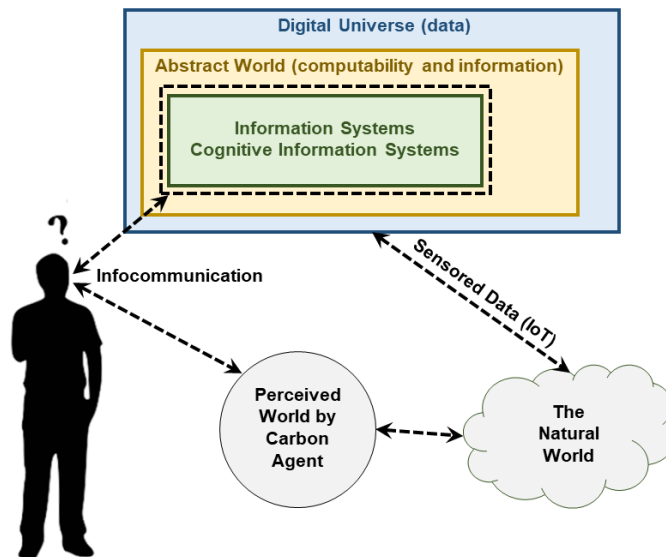 Digital Universe (data)
Abstract World (computability and information)
Information Systems
Cognitive Information Systems
?
Infocommunication
Sensored Data (IoT)
Perceived
World by
Carbon
Agent
The
Natural
World